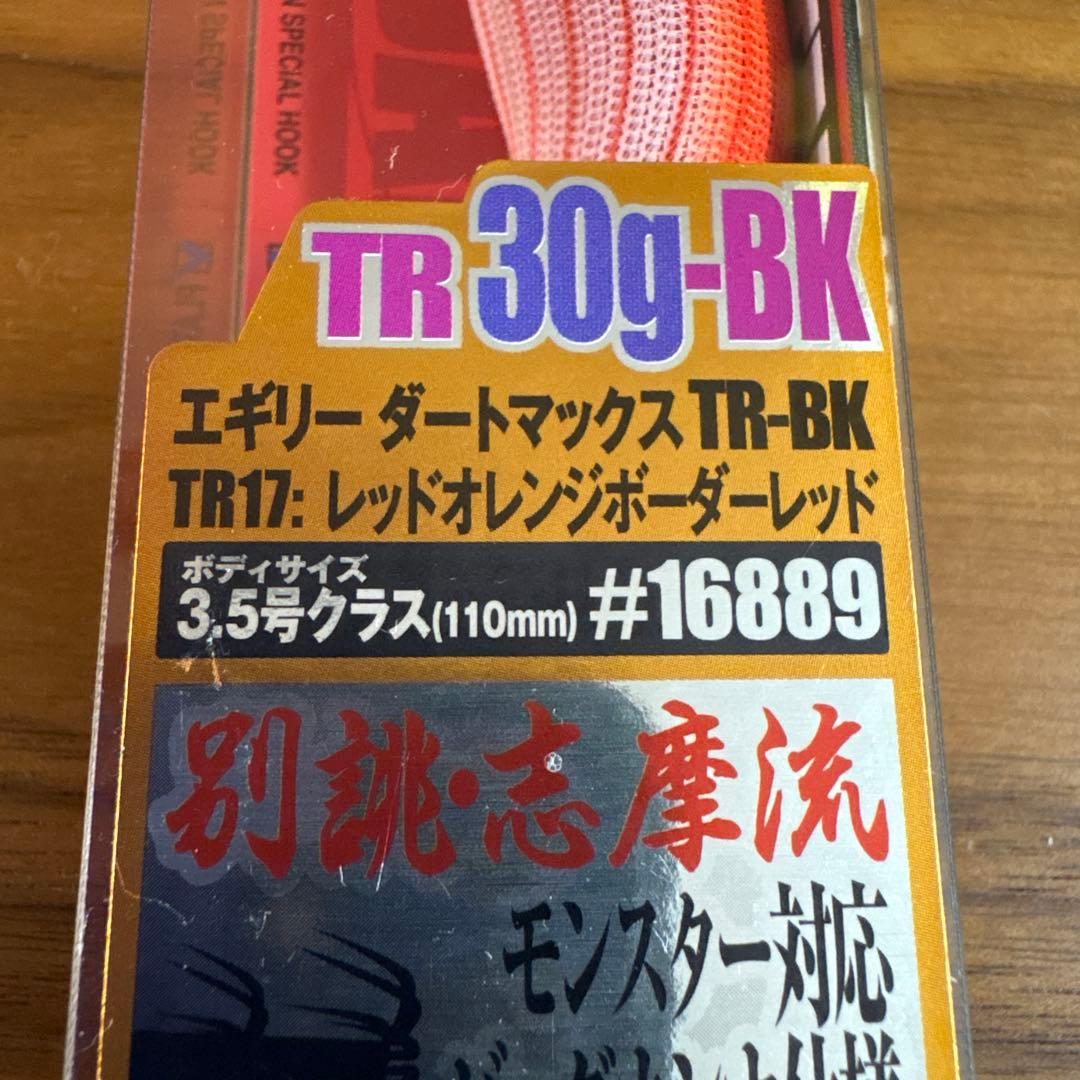 N SPECIAL HOOK
TR 30g-BK
エギリー ダートマックス TR-BK
TR17: レッドオレンジボーダーレッド
ボディサイズ
3.5号クラス(110mm) #16889
別誂・志摩流
モンスター対応